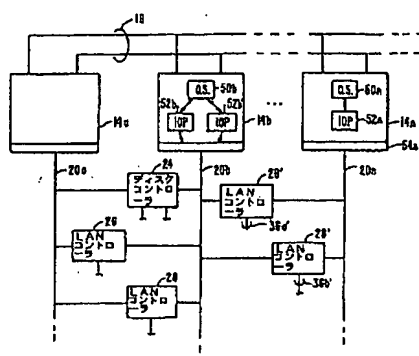 18
O.S.
50b
52b
52b'
IOP
IOP
14a
14b
...
O.S.
50n
IOP
52n
14n
54n
20a
24
ディスク
コントロ
ーラ
20b
28'
LAN
コントロ
ーラ
36a'
20n
26
LAN
コントロ
ーラ
28'
LAN
コントロ
ーラ
36b'
28
LAN
コントロ
ーラ